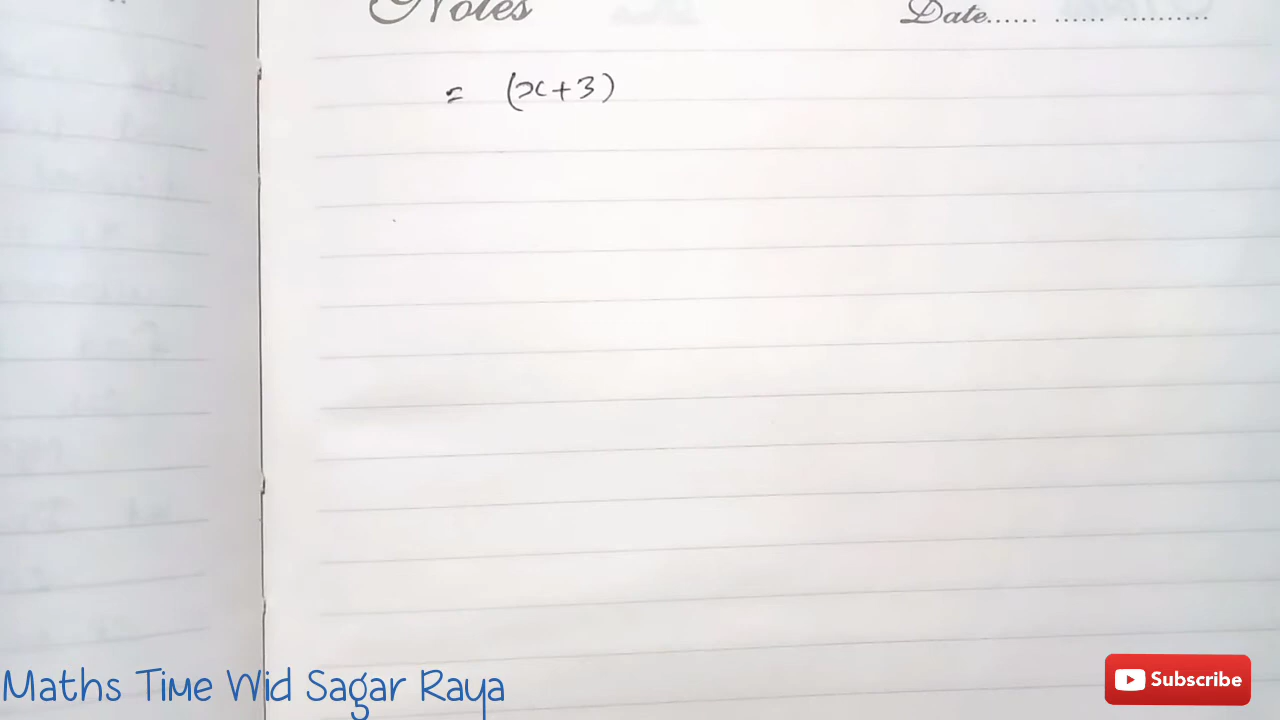 Notes
Date...... ...... ..........
= (x+3)
Maths Time Wid Sagar Raya
Subscribe